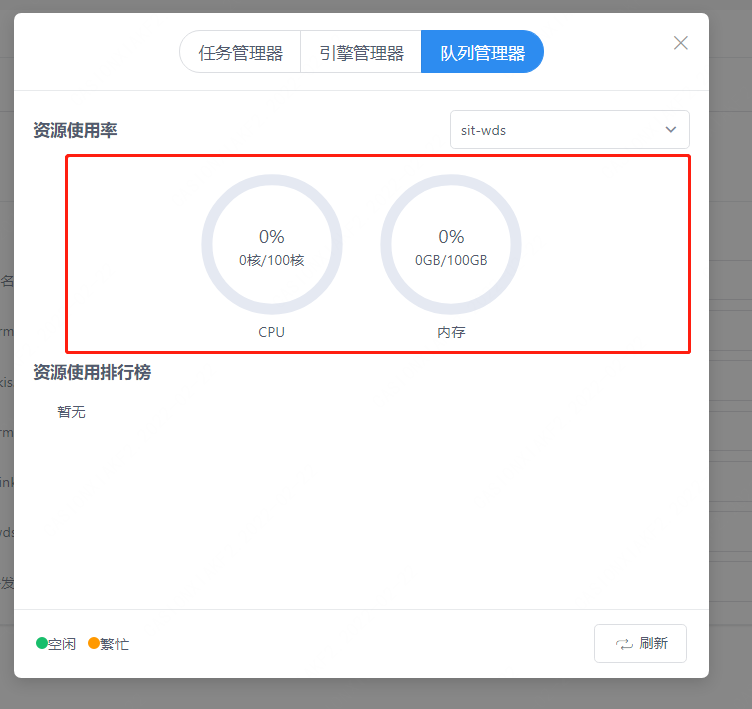 任务管理器 引擎管理器 队列管理器
资源使用率 sit-wds
0% 0%
0核/100核 0GB/100GB
CPU 内存
资源使用排行榜
暂无
空闲 繁忙 刷新
名
rm
kis
rm
ink
wds
发